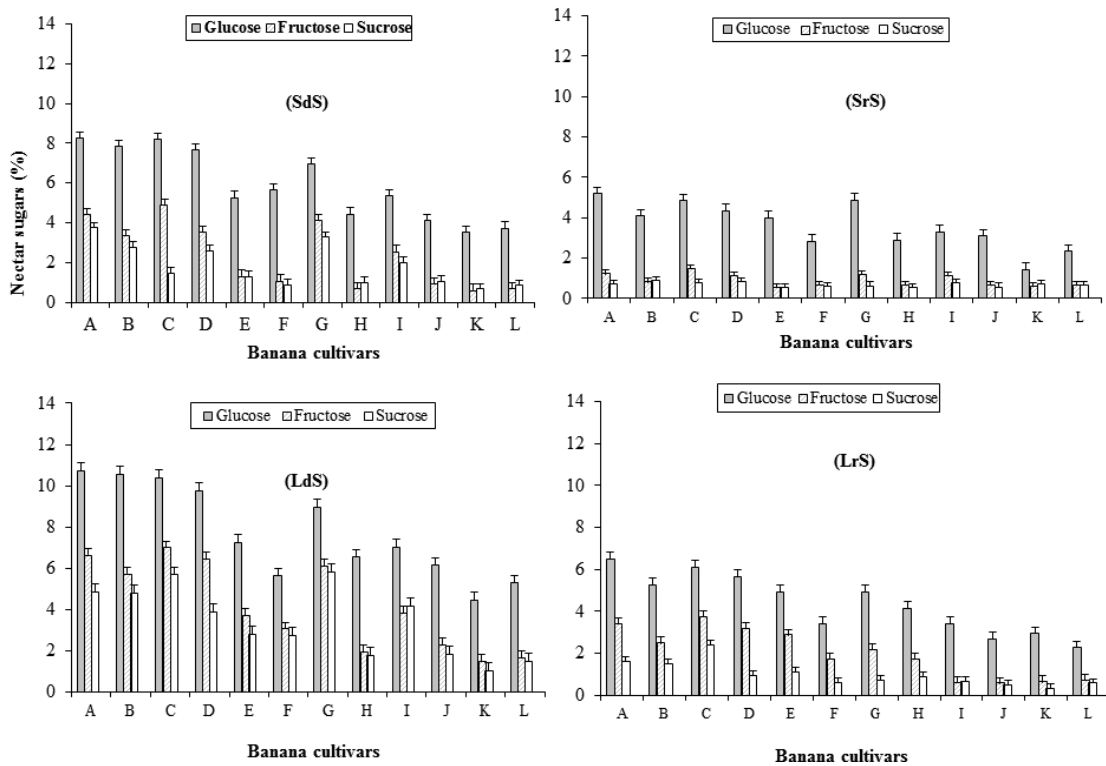 Glucose Fructose Sucrose
(SdS)
Nectar sugars (%)
14
12
10
8
6
4
2
0
A B C D E F G H I J K L
Banana cultivars
Glucose Fructose Sucrose
(SrS)
14
12
10
8
6
4
2
0
A B C D E F G H I J K L
Banana cultivars
Glucose Fructose Sucrose
(LdS)
14
12
10
8
6
4
2
0
A B C D E F G H I J K L
Banana cultivars
Glucose Fructose Sucrose
(LrS)
14
12
10
8
6
4
2
0
A B C D E F G H I J K L
Banana cultivars